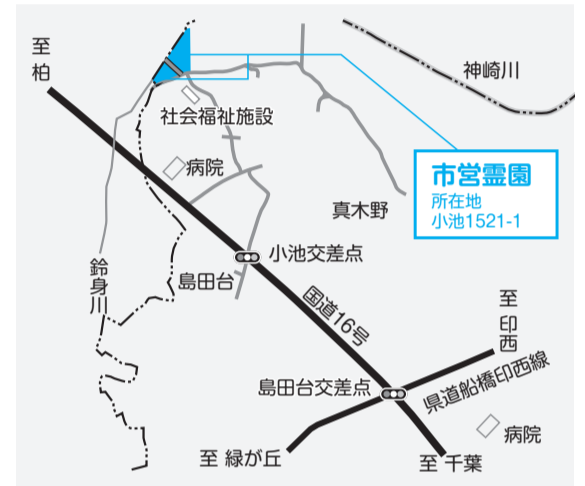 至
柏
神崎川
社会福祉施設
病院
市営霊園
所在地
小池1521-1
真木野
小池交差点
島田台
鈴身川
国道16号
至
印西
島田台交差点
県道船橋印西線
病院
至 緑が丘
至 千葉